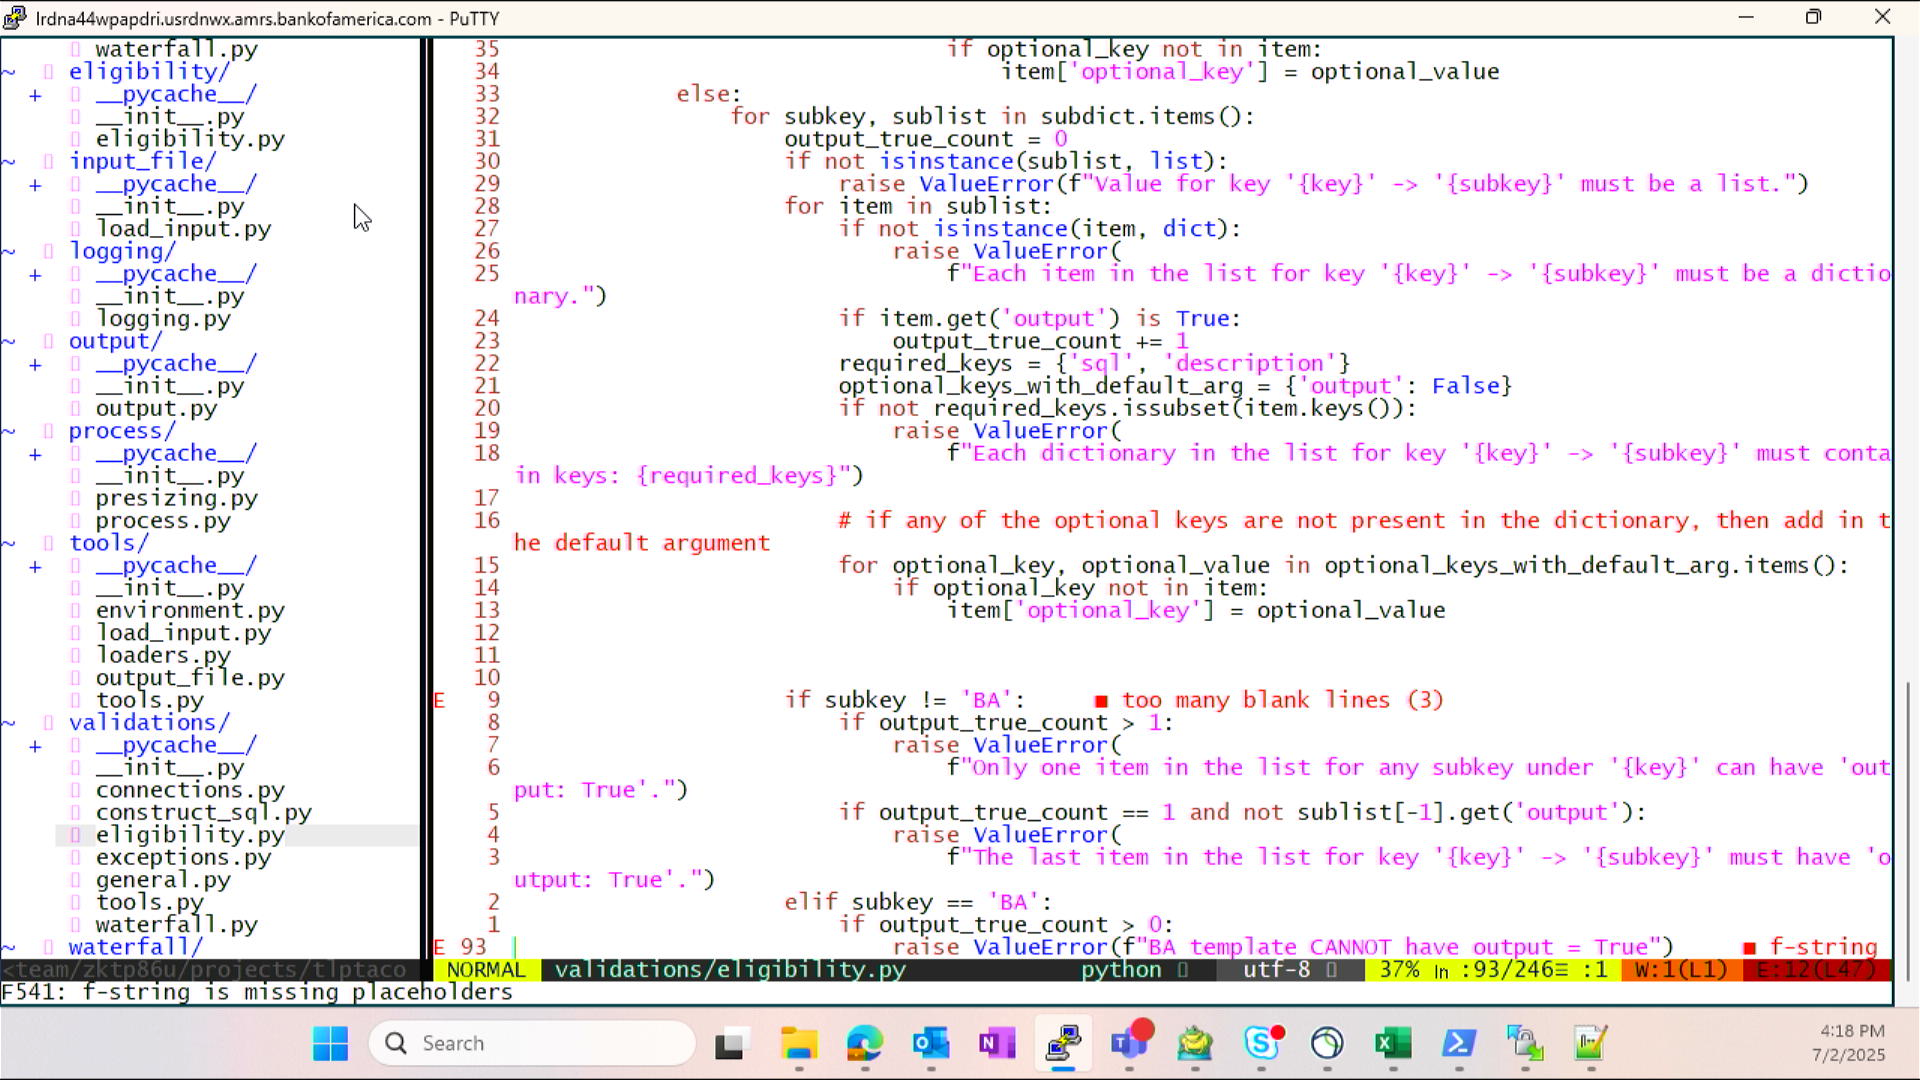 lrdna44wpapdri.usrdnwx.amrs.bankofamerica.com - PuTTY
waterfall.py
~ eligibility/
+ __pycache__/
__init__.py
eligibility.py
~ input_file/
+ __pycache__/
__init__.py
load_input.py
~ logging/
+ __pycache__/
__init__.py
logging.py
~ output/
+ __pycache__/
__init__.py
output.py
~ process/
+ __pycache__/
__init__.py
presizing.py
process.py
~ tools/
+ __pycache__/
__init__.py
environment.py
load_input.py
loaders.py
output_file.py
tools.py
~ validations/
+ __pycache__/
__init__.py
connections.py
construct_sql.py
eligibility.py
exceptions.py
general.py
tools.py
waterfall.py
~ waterfall/
<team/zktp86u/projects/tlptaco
35 if optional_key not in item:
34 item['optional_key'] = optional_value
33 else:
32 for subkey, sublist in subdict.items():
31 output_true_count = 0
30 if not isinstance(sublist, list):
29 raise ValueError(f"Value for key '{key}' -> '{subkey}' must be a list.")
28 for item in sublist:
27 if not isinstance(item, dict):
26 raise ValueError(
25 f"Each item in the list for key '{key}' -> '{subkey}' must be a dictio
nary.")
24 if item.get('output') is True:
23 output_true_count += 1
22 required_keys = {'sql', 'description'}
21 optional_keys_with_default_arg = {'output': False}
20 if not required_keys.issubset(item.keys()):
19 raise ValueError(
18 f"Each dictionary in the list for key '{key}' -> '{subkey}' must conta
in keys: {required_keys}")
17
16 # if any of the optional keys are not present in the dictionary, then add in t
he default argument
15 for optional_key, optional_value in optional_keys_with_default_arg.items():
14 if optional_key not in item:
13 item['optional_key'] = optional_value
12
11
10
E 9 if subkey != 'BA': ■ too many blank lines (3)
8 if output_true_count > 1:
7 raise ValueError(
6 f"Only one item in the list for any subkey under '{key}' can have 'out
put: True'.")
5 if output_true_count == 1 and not sublist[-1].get('output'):
4 raise ValueError(
3 f"The last item in the list for key '{key}' -> '{subkey}' must have 'o
utput: True'.")
2 elif subkey == 'BA':
1 if output_true_count > 0:
E 93 raise ValueError(f"BA template CANNOT have output = True") ■ f-string
NORMAL validations/eligibility.py python utf-8 37% ln :93/246≡ :1 W:1(L1) E:12(L47)
F541: f-string is missing placeholders
Search
4:18 PM
7/2/2025